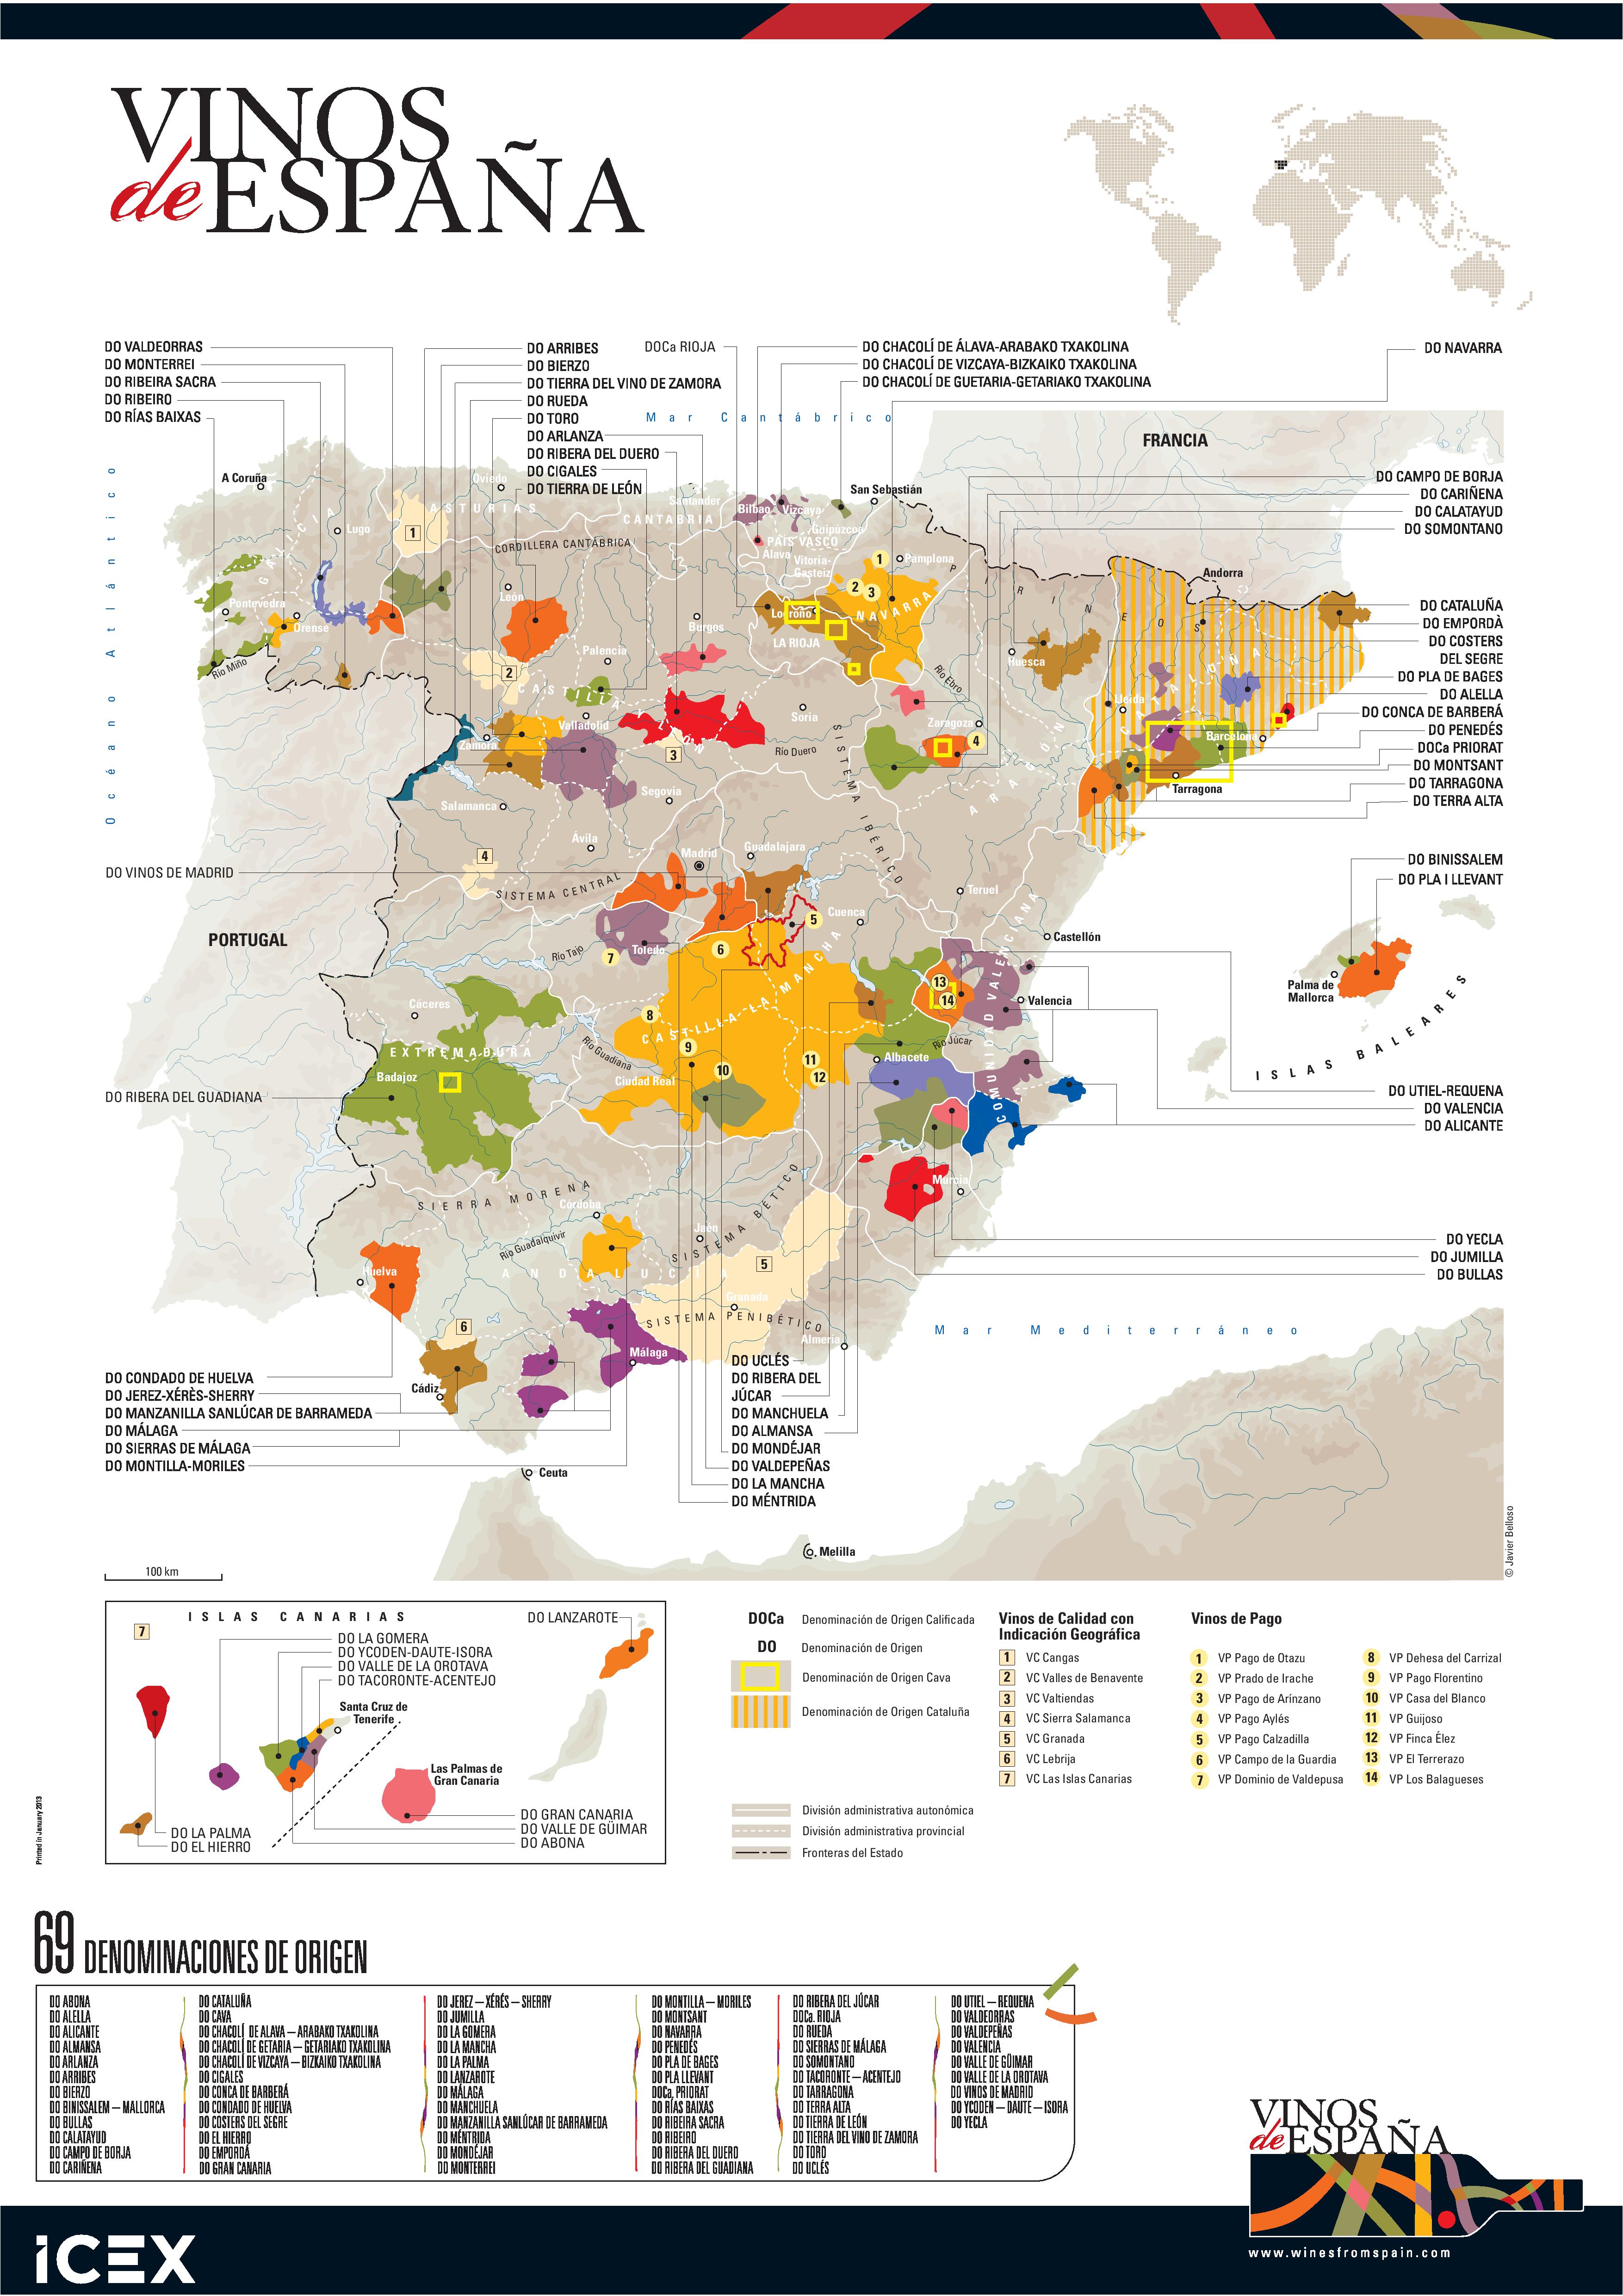 VINOS
de ESPAÑA
DO VALDEORRAS
DO MONTERREI
DO RIBEIRA SACRA
DO RIBEIRO
DO RÍAS BAIXAS
DO ARRIBES
DO BIERZO
DO TIERRA DEL VINO DE ZAMORA
DO RUEDA
DO TORO
DO ARLANZA
DO RIBERA DEL DUERO
DO CIGALES
DO TIERRA DE LEÓN
DOCa RIOJA
DO CHACOLÍ DE ÁLAVA-ARABAKO TXAKOLINA
DO CHACOLÍ DE VIZCAYA-BIZKAIKO TXAKOLINA
DO CHACOLÍ DE GUETARIA-GETARIAKO TXAKOLINA
DO NAVARRA
Mar Cantábrico
FRANCIA
Océano Atlántico
DO CAMPO DE BORJA
DO CARIÑENA
DO CALATAYUD
DO SOMONTANO
A Coruña
Lugo
Oviedo
ASTURIAS
Santander
CANTABRIA
CORDILLERA CANTÁBRICA
Bilbao
Vizcaya
San Sebastián
Guipúzcoa
PAÍS VASCO
Álava
Vitoria-
Gasteiz
Pamplona
PIRINEOS
Andorra
GALICIA
Pontevedra
Orense
Río Miño
León
Burgos
Palencia
Logroño
LA RIOJA
NAVARRA
Huesca
CATALUÑA
CASTILLA Y LEÓN
Valladolid
Zamora
Soria
Río Duero
Río Ebro
Zaragoza
Lleida
Barcelona
Tarragona
Segovia
Salamanca
Ávila
SISTEMA IBÉRICO
ARAGÓN
1
2
3
4
1
2
3
4
DO CATALUÑA
DO EMPORDÀ
DO COSTERS
DEL SEGRE
DO PLA DE BAGES
DO ALELLA
DO CONCA DE BARBERÁ
DO PENEDÉS
DOCa PRIORAT
DO MONTSANT
DO TARRAGONA
DO TERRA ALTA
DO BINISSALEM
DO PLA I LLEVANT
DO VINOS DE MADRID
Madrid
Guadalajara
SISTEMA CENTRAL
Teruel
Cuenca
Castellón
PORTUGAL
Río Tajo
Toledo
5
6
7
8
9
10
11
12
13
14
Palma de
Mallorca
ISLAS BALEARES
Cáceres
EXTREMADURA
Badajoz
Río Guadiana
CASTILLA-LA MANCHA
Ciudad Real
Albacete
Río Júcar
Valencia
COMUNIDAD VALENCIANA
DO RIBERA DEL GUADIANA
DO UTIEL-REQUENA
DO VALENCIA
DO ALICANTE
SIERRA MORENA
Córdoba
Río Guadalquivir
Jaén
SISTEMA BÉTICO
Murcia
DO YECLA
DO JUMILLA
DO BULLAS
Huelva
ANDALUCIA
5
6
Granada
SISTEMA PENIBÉTICO
Almería
Málaga
Cádiz
Mar Mediterráneo
DO CONDADO DE HUELVA
DO JEREZ-XÉRÈS-SHERRY
DO MANZANILLA SANLÚCAR DE BARRAMEDA
DO MÁLAGA
DO SIERRAS DE MÁLAGA
DO MONTILLA-MORILES
DO UCLÉS
DO RIBERA DEL
JÚCAR
DO MANCHUELA
DO ALMANSA
DO MONDÉJAR
DO VALDEPEÑAS
DO LA MANCHA
DO MÉNTRIDA
Ceuta
Melilla
100 km
© Javier Belloso
ISLAS CANARIAS
7
DO LANZAROTE
DO LA GOMERA
DO YCODEN-DAUTE-ISORA
DO VALLE DE LA OROTAVA
DO TACORONTE-ACENTEJO
Santa Cruz de
Tenerife
Las Palmas de
Gran Canaria
DO GRAN CANARIA
DO VALLE DE GÜIMAR
DO ABONA
DO LA PALMA
DO EL HIERRO
Printed in January 2013
DOCa Denominación de Origen Calificada
DO Denominación de Origen
Denominación de Origen Cava
Denominación de Origen Cataluña
División administrativa autonómica
División administrativa provincial
Fronteras del Estado
Vinos de Calidad con
Indicación Geográfica
1 VC Cangas
2 VC Valles de Benavente
3 VC Valtiendas
4 VC Sierra Salamanca
5 VC Granada
6 VC Lebrija
7 VC Las Islas Canarias
Vinos de Pago
1 VP Pago de Otazu
2 VP Prado de Irache
3 VP Pago de Arínzano
4 VP Pago Aylés
5 VP Pago Calzadilla
6 VP Campo de la Guardia
7 VP Dominio de Valdepusa
8 VP Dehesa del Carrizal
9 VP Pago Florentino
10 VP Casa del Blanco
11 VP Guijoso
12 VP Finca Élez
13 VP El Terrerazo
14 VP Los Balagueses
69 DENOMINACIONES DE ORIGEN
DO ABONA
DO ALELLA
DO ALICANTE
DO ALMANSA
DO ARLANZA
DO ARRIBES
DO BIERZO
DO BINISSALEM – MALLORCA
DO BULLAS
DO CALATAYUD
DO CAMPO DE BORJA
DO CARIÑENA
DO CATALUÑA
DO CAVA
DO CHACOLÍ DE ALAVA – ARABAKO TXAKOLINA
DO CHACOLÍ DE GETARIA – GETARIAKO TXAKOLINA
DO CHACOLÍ DE VIZCAYA – BIZKAIKO TXAKOLINA
DO CIGALES
DO CONCA DE BARBERÁ
DO CONDADO DE HUELVA
DO COSTERS DEL SEGRE
DO EL HIERRO
DO EMPORDÁ
DO GRAN CANARIA
DO JEREZ – XÉRÉS – SHERRY
DO JUMILLA
DO LA GOMERA
DO LA MANCHA
DO LA PALMA
DO LANZAROTE
DO MÁLAGA
DO MANCHUELA
DO MANZANILLA SANLÚCAR DE BARRAMEDA
DO MÉNTRIDA
DO MONDÉJAR
DO MONTERREI
DO MONTILLA – MORILES
DO MONTSANT
DO NAVARRA
DO PENEDÉS
DO PLA DE BAGES
DO PLA LLEVANT
DOCa. PRIORAT
DO RÍAS BAIXAS
DO RIBEIRA SACRA
DO RIBEIRO
DO RIBERA DEL DUERO
DO RIBERA DEL GUADIANA
DO RIBERA DEL JÚCAR
DOCa. RIOJA
DO RUEDA
DO SIERRAS DE MÁLAGA
DO SOMONTANO
DO TACORONTE – ACENTEJO
DO TARRAGONA
DO TERRA ALTA
DO TIERRA DE LEÓN
DO TIERRA DEL VINO DE ZAMORA
DO TORO
DO UCLÉS
DO UTIEL – REQUENA
DO VALDEORRAS
DO VALDEPEÑAS
DO VALENCIA
DO VALLE DE GÜIMAR
DO VALLE DE LA OROTAVA
DO VINOS DE MADRID
DO YCODEN – DAUTE – ISORA
DO YECLA
VINOS
de ESPAÑA
www.winesfromspain.com
iCEX